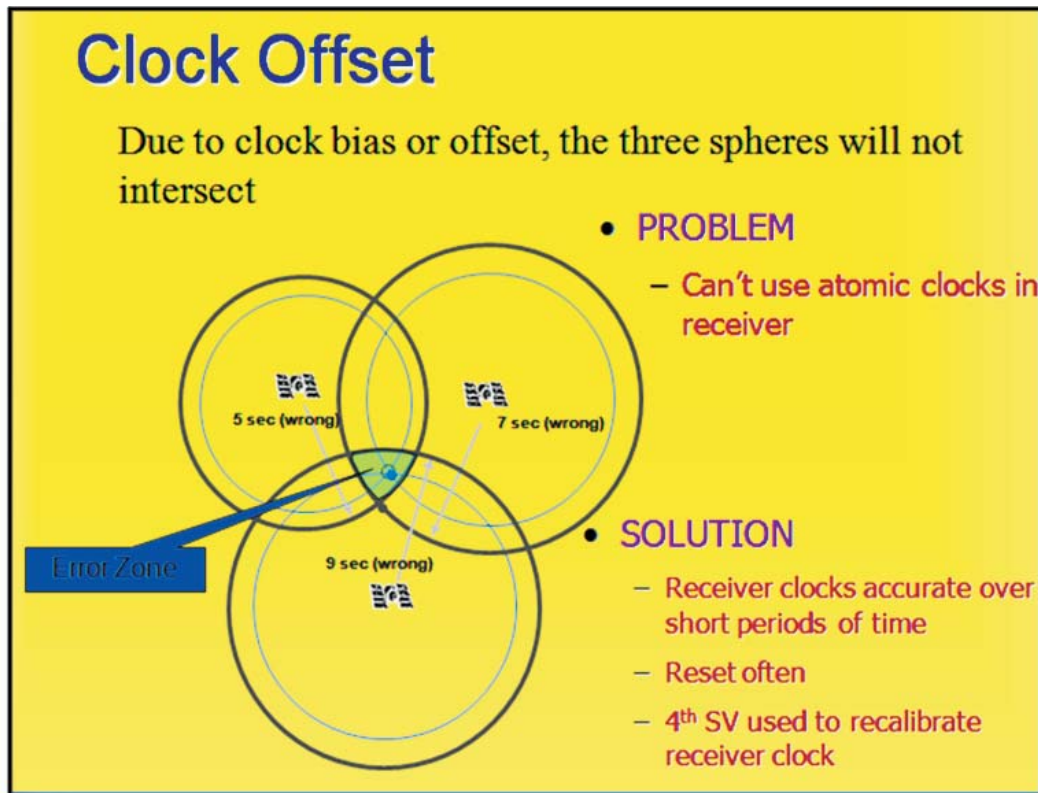 Clock Offset
Due to clock bias or offset, the three spheres will not
intersect
• PROBLEM
– Can't use atomic clocks in
receiver
5 sec (wrong)
7 sec (wrong)
9 sec (wrong)
Error Zone
• SOLUTION
– Receiver clocks accurate over
short periods of time
– Reset often
– 4th SV used to recalibrate
receiver clock